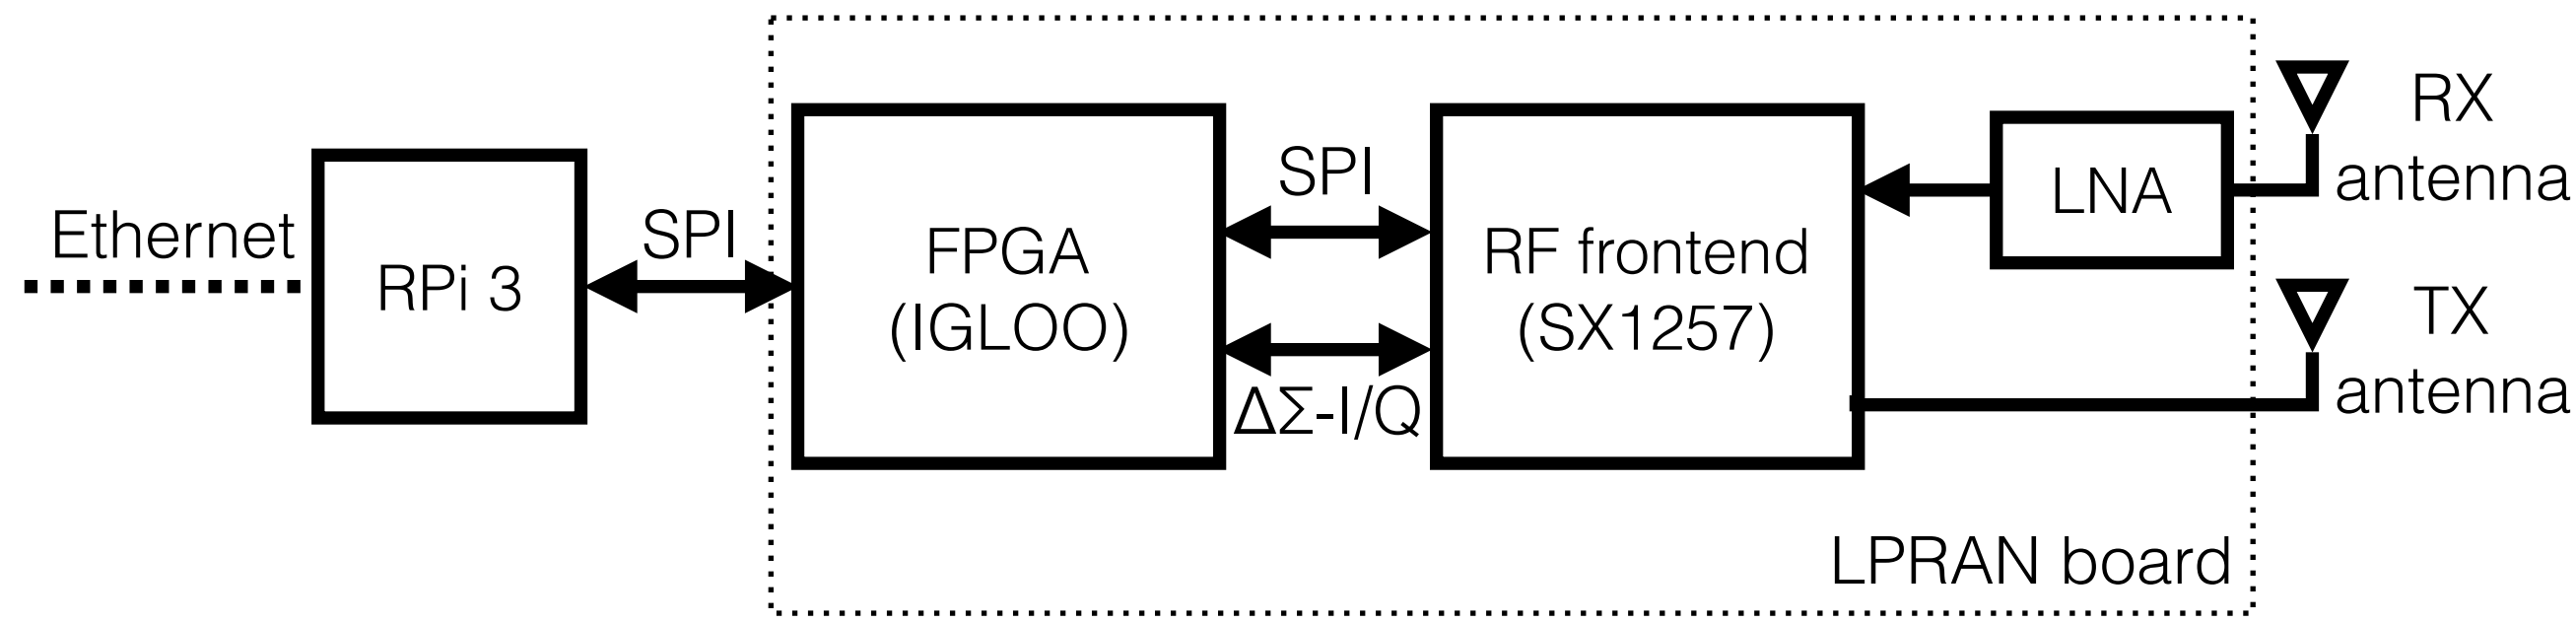 Ethernet
RPi 3
SPI
FPGA
(IGLOO)
SPI
ΔΣ-I/Q
RF frontend
(SX1257)
LNA
RX
antenna
TX
antenna
LPRAN board